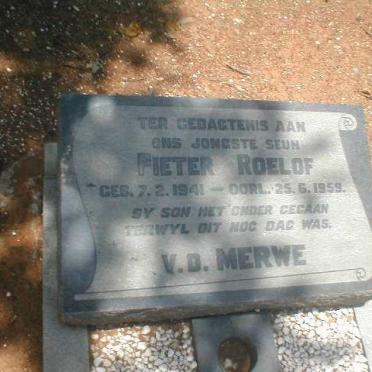 TER GEDAGTENIS AAN
ONS JONGSTE SEUN
PIETER ROELOF
GEB. 7.2.1941 — OORL. 25.6.1959.
SY SON HET ONDER GEGAAN
TERWYL DIT NOG DAG WAS.
V.D. MERWE